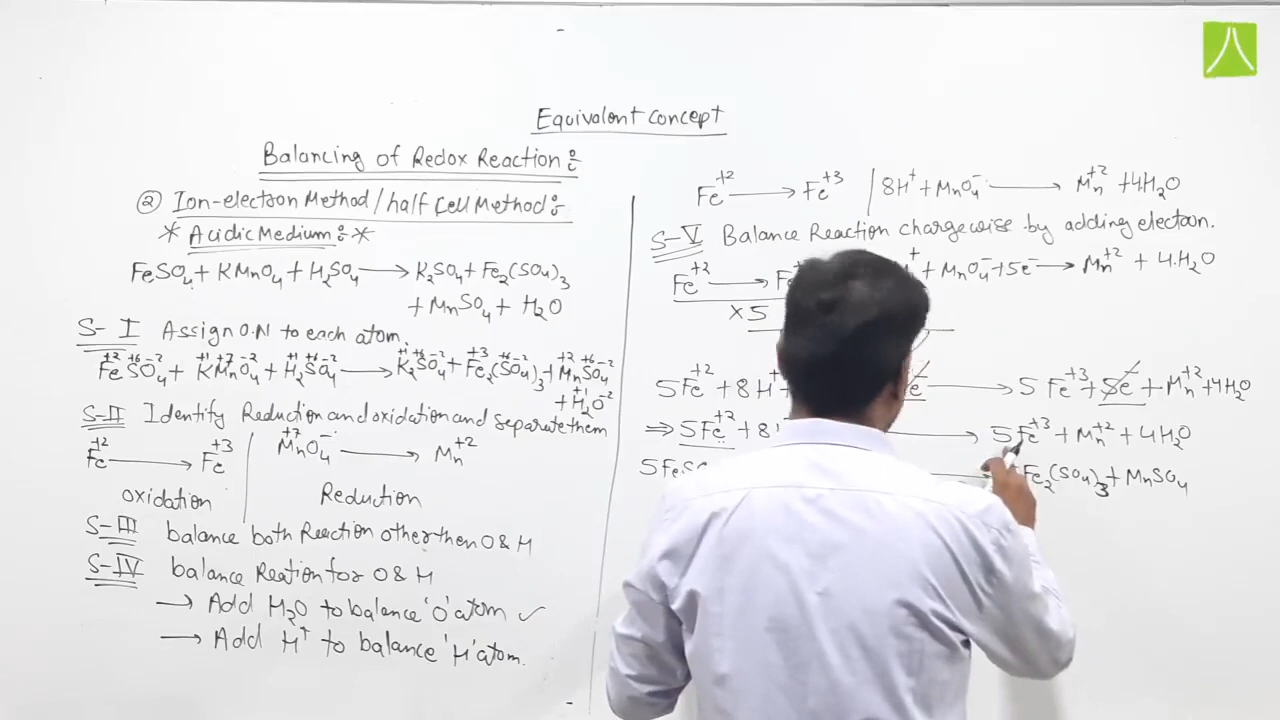 Equivalent Concept
Balancing of Redox Reaction :
② Ion-electron Method / half Cell Method :
* Acidic Medium : *
FeSO4 + KMnO4 + H2SO4 → K2SO4 + Fe2(SO4)3
+ MnSO4 + H2O
S-I Assign O.N to each atom.
+2 +6 -2 +1 +7 -2 +1 +6 -2 +1 +6 -2 +3 +6 -2 +2 +6 -2
FeSO4 + KMnO4 + H2SO4 → K2SO4 + Fe2(SO4)3 + MnSO4
+1 -2
+ H2O
S-II Identify Reduction and oxidation and separate them
Fe+2 → Fe+3 | +7 MnO4- → Mn+2
oxidation Reduction
S-III balance both Reaction other then O & H
S-IV balance Reation for O & H
→ Add H2O to balance 'O' atom ✓
→ Add H+ to balance 'H' atom.
Fe+2 → Fe+3 | 8H+ + MnO4- → Mn+2 + 4H2O
S-V Balance Reaction chargewise by adding electron.
Fe+2 → + MnO4- + 5e- → Mn+2 + 4H2O
×5
5Fe+2 + 8H+ → 5Fe+3 + 5e + Mn+2 + 4H2O
⇒ 5Fe+2 + → 5Fe+3 + Mn+2 + 4H2O
Fe2(SO4)3 + MnSO4